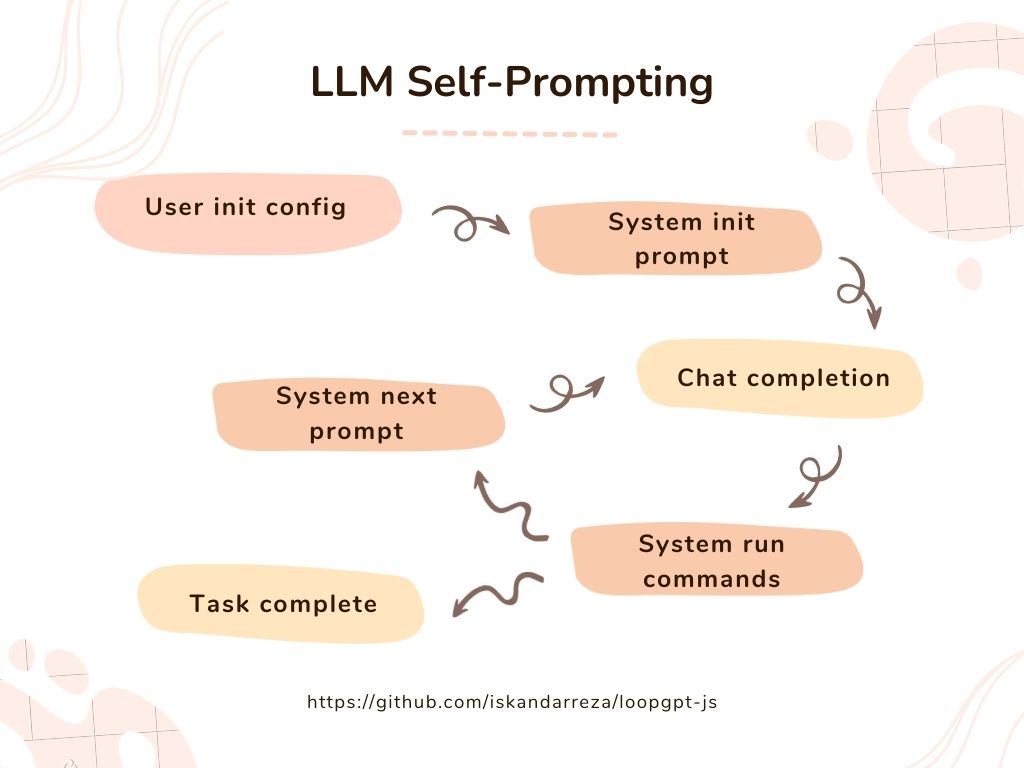 LLM Self-Prompting
User init config
System init
prompt
Chat completion
System next
prompt
System run
commands
Task complete
https://github.com/iskandarreza/loopgpt-js